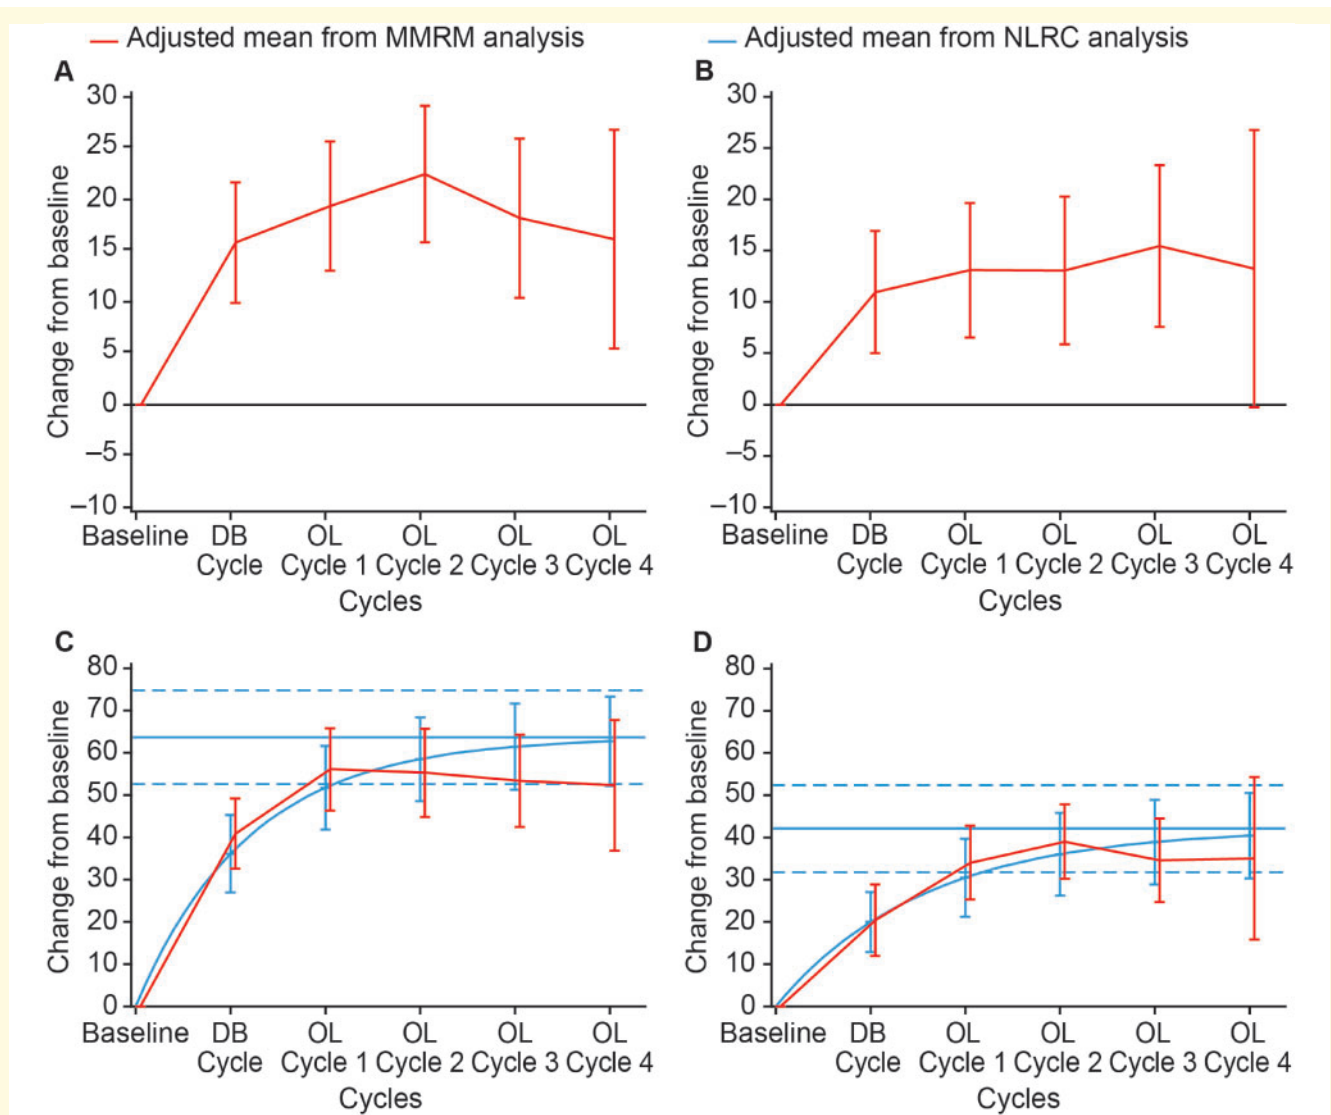 Adjusted mean from MMRM analysis
Adjusted mean from NLRC analysis
A
Change from baseline
30
25
20
15
10
5
0
–5
–10
Baseline DB Cycle OL Cycle 1 OL Cycle 2 OL Cycle 3 OL Cycle 4
Cycles
B
Change from baseline
30
25
20
15
10
5
0
–5
–10
Baseline DB Cycle OL Cycle 1 OL Cycle 2 OL Cycle 3 OL Cycle 4
Cycles
C
Change from baseline
80
70
60
50
40
30
20
10
0
Baseline DB Cycle OL Cycle 1 OL Cycle 2 OL Cycle 3 OL Cycle 4
Cycles
D
Change from baseline
80
70
60
50
40
30
20
10
0
Baseline DB Cycle OL Cycle 1 OL Cycle 2 OL Cycle 3 OL Cycle 4
Cycles